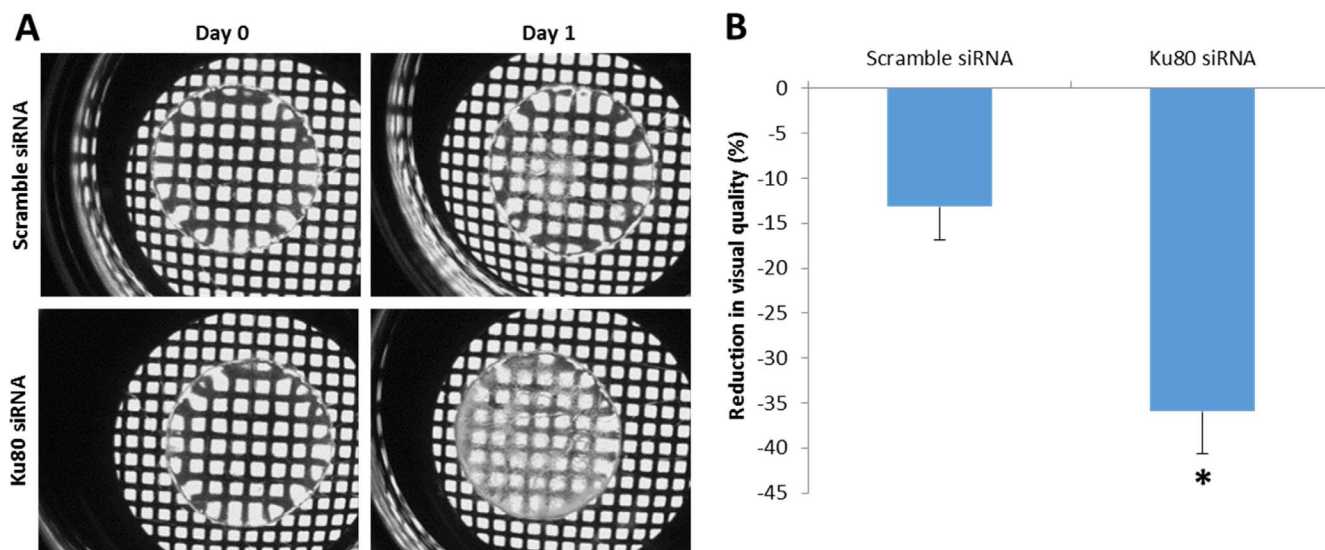 A
Day 0
Day 1
Scramble siRNA
Ku80 siRNA
B
Scramble siRNA
Ku80 siRNA
Reduction in visual quality (%)
0
-5
-10
-15
-20
-25
-30
-35
-40
-45
*